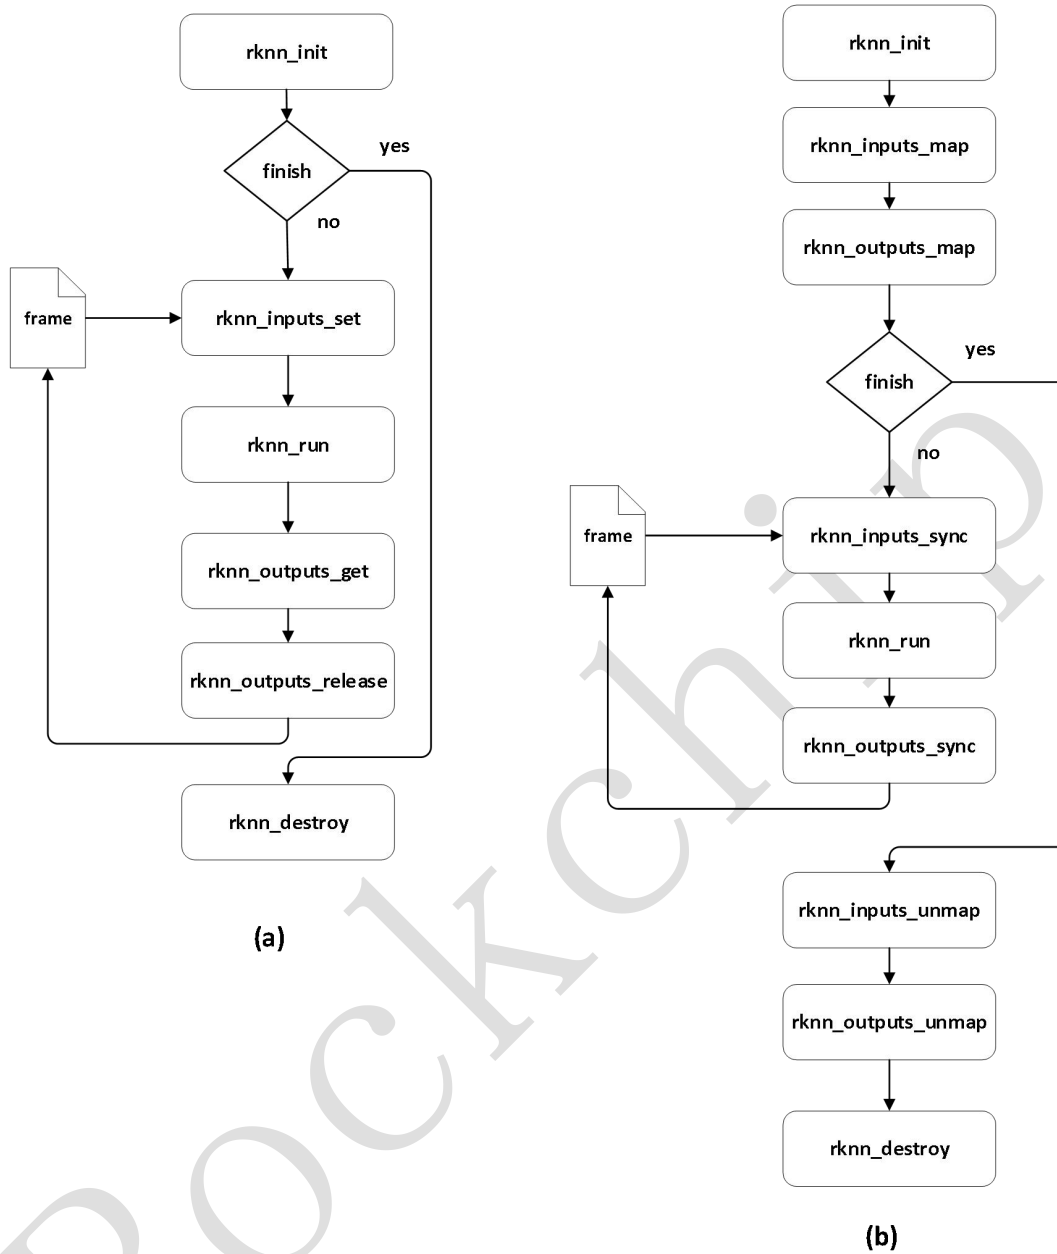 rknn_init
finish
yes
no
frame
rknn_inputs_set
rknn_run
rknn_outputs_get
rknn_outputs_release
rknn_destroy
(a)
rknn_init
rknn_inputs_map
rknn_outputs_map
finish
yes
no
frame
rknn_inputs_sync
rknn_run
rknn_outputs_sync
rknn_inputs_unmap
rknn_outputs_unmap
rknn_destroy
(b)
Rockchip